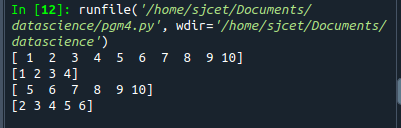 In [12]: runfile('/home/sjcet/Documents/
datascience/pgm4.py', wdir='/home/sjcet/Documents/
datascience')
[ 1  2  3  4  5  6  7  8  9 10]
[1 2 3 4]
[ 5  6  7  8  9 10]
[2 3 4 5 6]